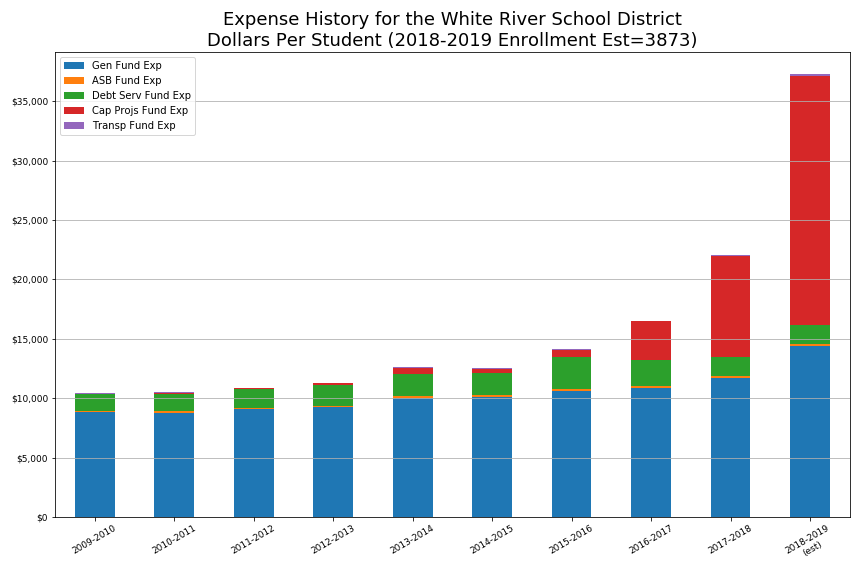 Expense History for the White River School District
Dollars Per Student (2018-2019 Enrollment Est=3873)
Gen Fund Exp
ASB Fund Exp
Debt Serv Fund Exp
Cap Projs Fund Exp
Transp Fund Exp
$35,000
$30,000
$25,000
$20,000
$15,000
$10,000
$5,000
$0
2009-2010
2010-2011
2011-2012
2012-2013
2013-2014
2014-2015
2015-2016
2016-2017
2017-2018
2018-2019
(est)